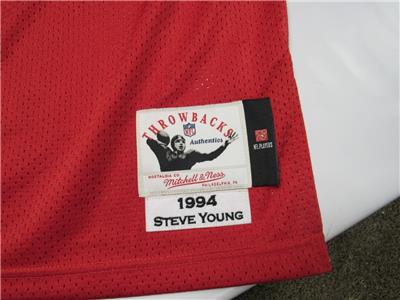 THROWBACKS
NFL
Authentics
NFL PLAYERS
NOSTALGIA CO.
Mitchell & Ness
PHILADELPHIA, PA.
1994
STEVE YOUNG